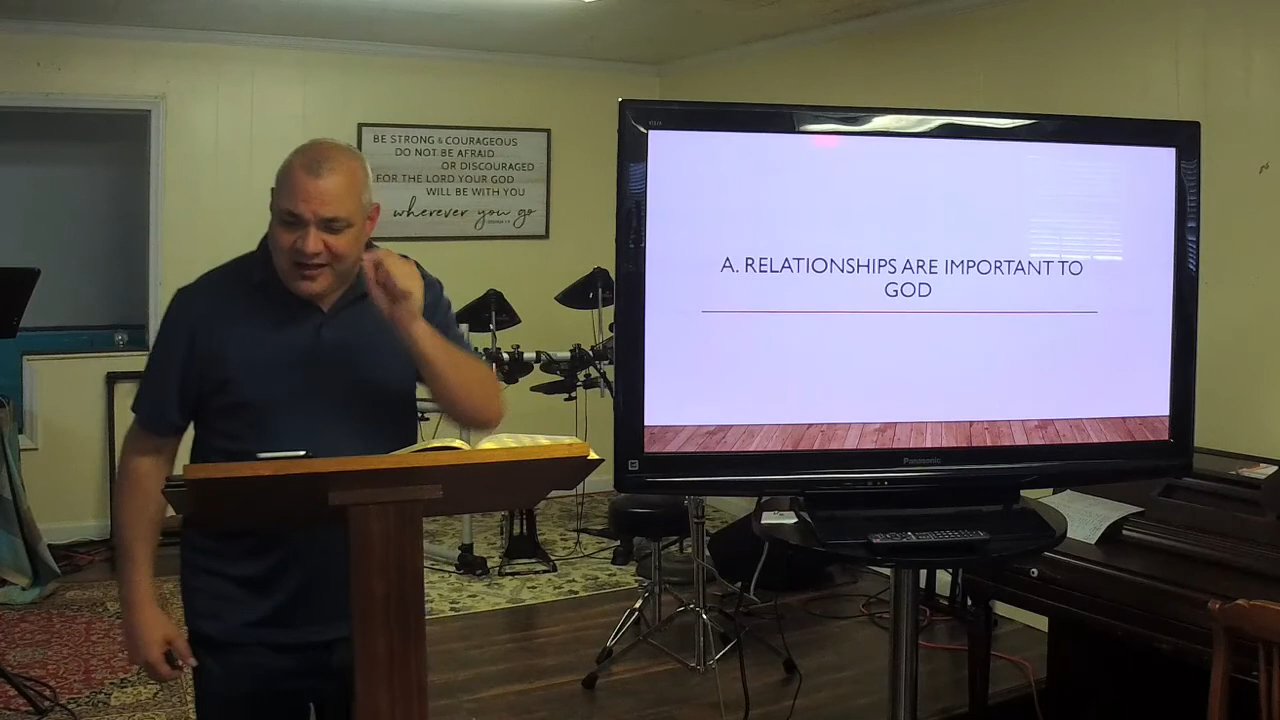 BE STRONG & COURAGEOUS
DO NOT BE AFRAID
OR DISCOURAGED
FOR THE LORD YOUR GOD
WILL BE WITH YOU
wherever you go
A. RELATIONSHIPS ARE IMPORTANT TO
GOD
Panasonic